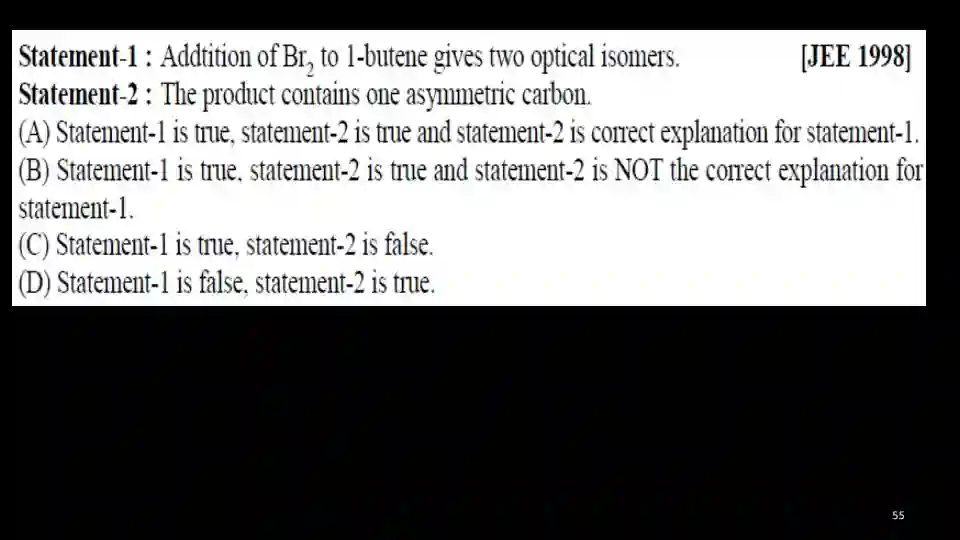 Statement-1 : Addtition of Br2 to 1-butene gives two optical isomers. [JEE 1998]
Statement-2 : The product contains one asymmetric carbon.
(A) Statement-1 is true, statement-2 is true and statement-2 is correct explanation for statement-1.
(B) Statement-1 is true, statement-2 is true and statement-2 is NOT the correct explanation for
statement-1.
(C) Statement-1 is true, statement-2 is false.
(D) Statement-1 is false, statement-2 is true.
55